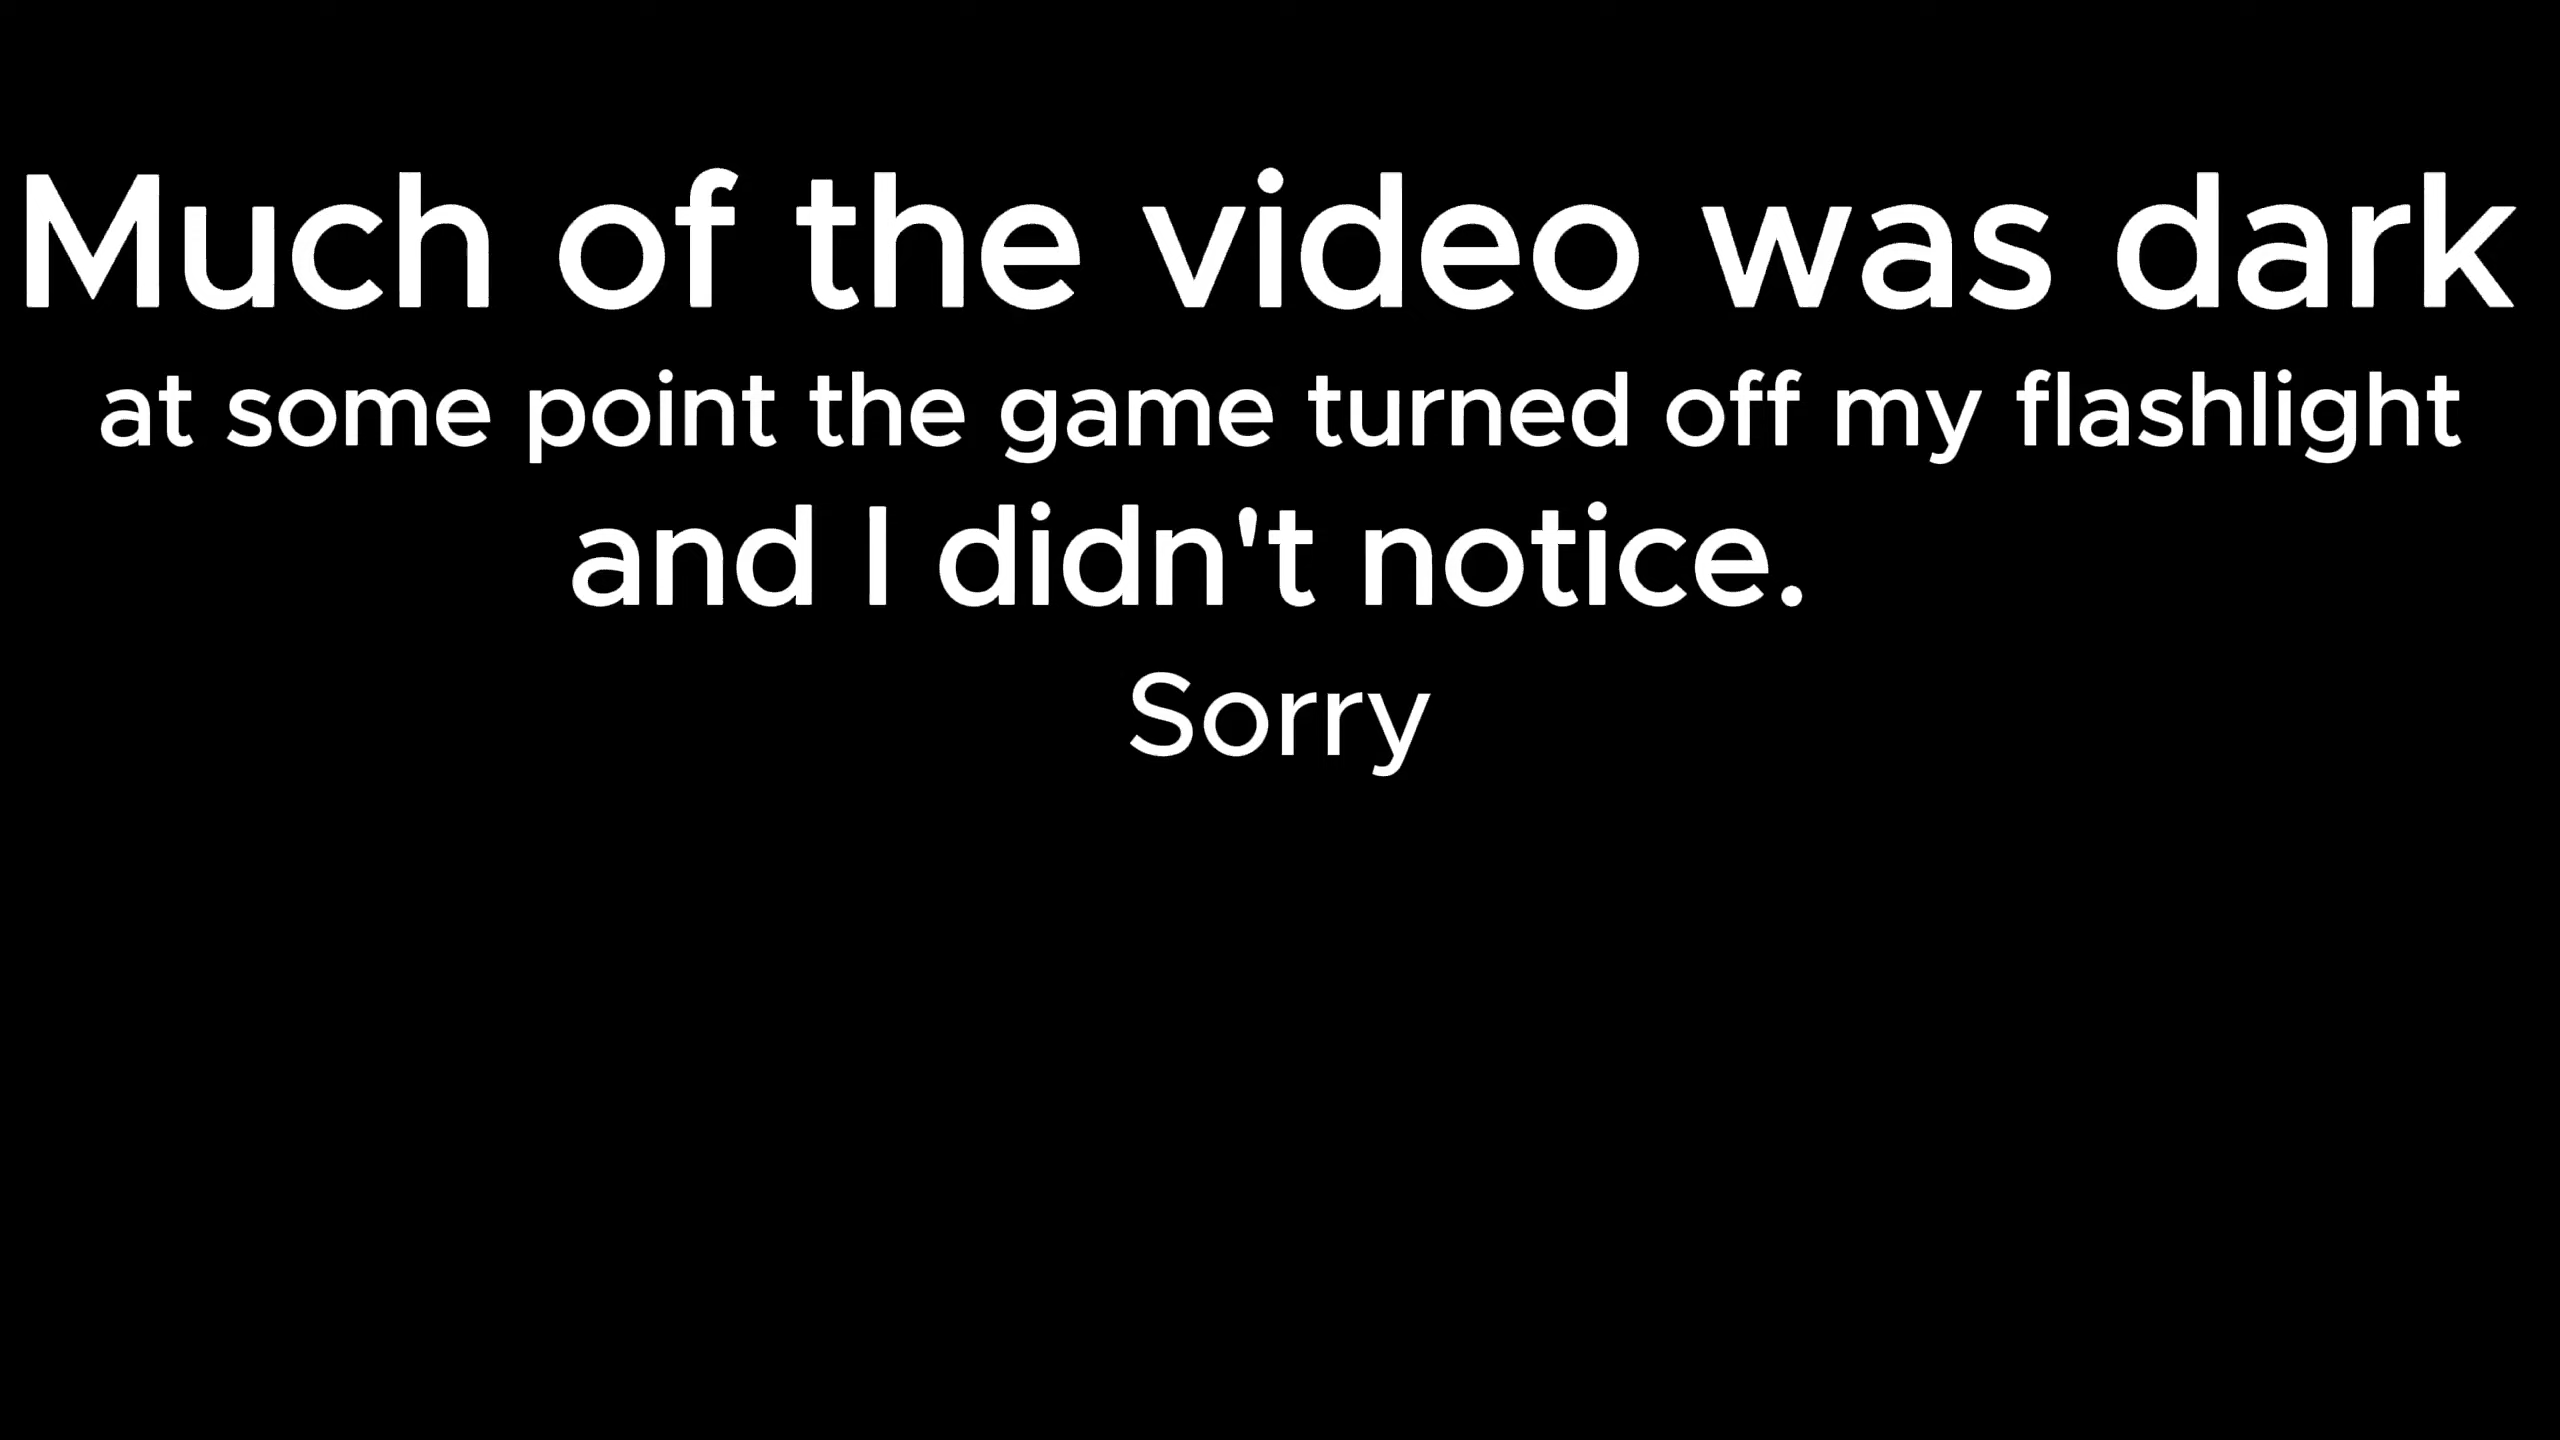 Much of the video was dark
at some point the game turned off my flashlight
and I didn't notice.
Sorry